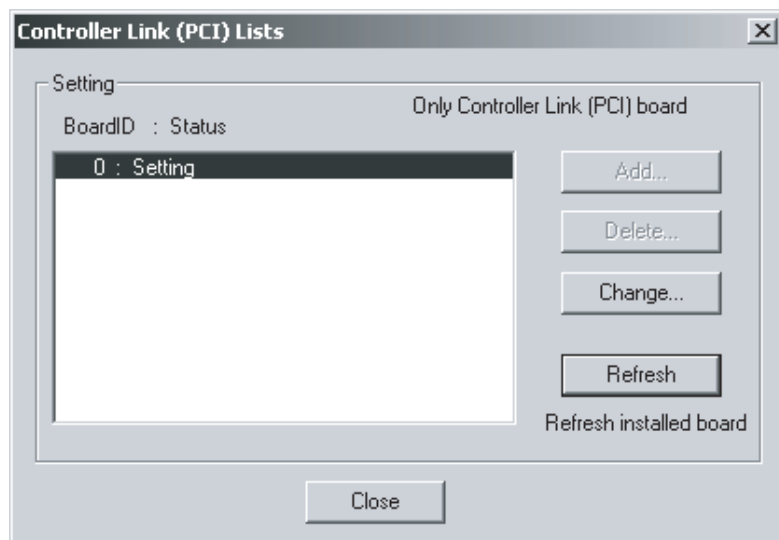 Controller Link (PCI) Lists
Setting
Only Controller Link (PCI) board
BoardID : Status
0 : Setting
Add...
Delete...
Change...
Refresh
Refresh installed board
Close